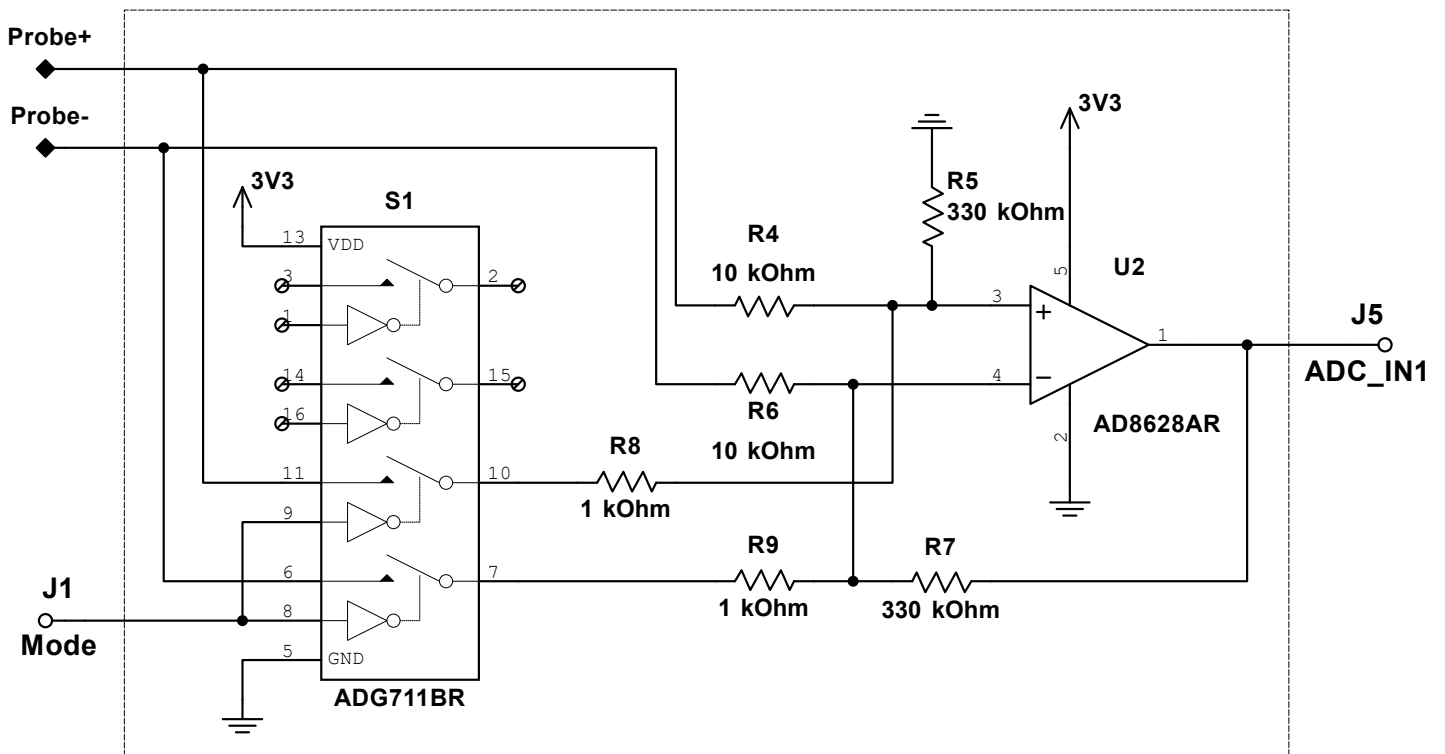 Probe+
Probe-
3V3
S1
13 VDD
3 2
1
14 15
16
11 10
9
6 7
8
5 GND
ADG711BR
J1
Mode
R8
1 kOhm
R4
10 kOhm
R6
10 kOhm
R9
1 kOhm
R7
330 kOhm
R5
330 kOhm
3V3
5
U2
3
+
4
−
1
2
AD8628AR
J5
ADC_IN1